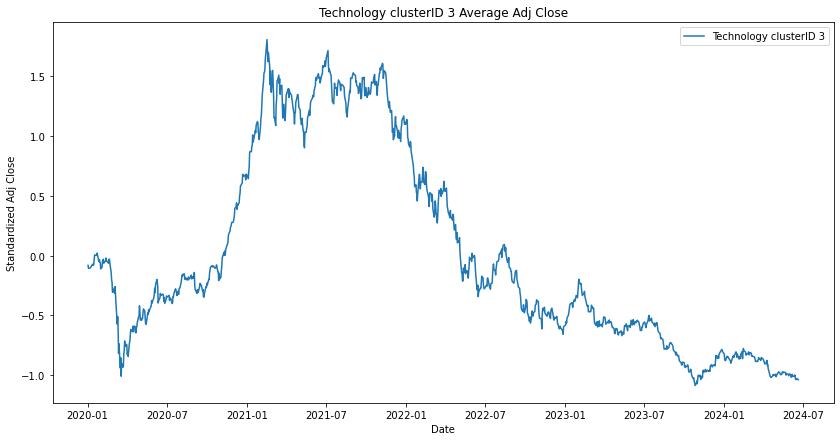 Technology clusterID 3 Average Adj Close
Technology clusterID 3
Standardized Adj Close
1.5
1.0
0.5
0.0
−0.5
−1.0
2020-01 2020-07 2021-01 2021-07 2022-01 2022-07 2023-01 2023-07 2024-01 2024-07
Date